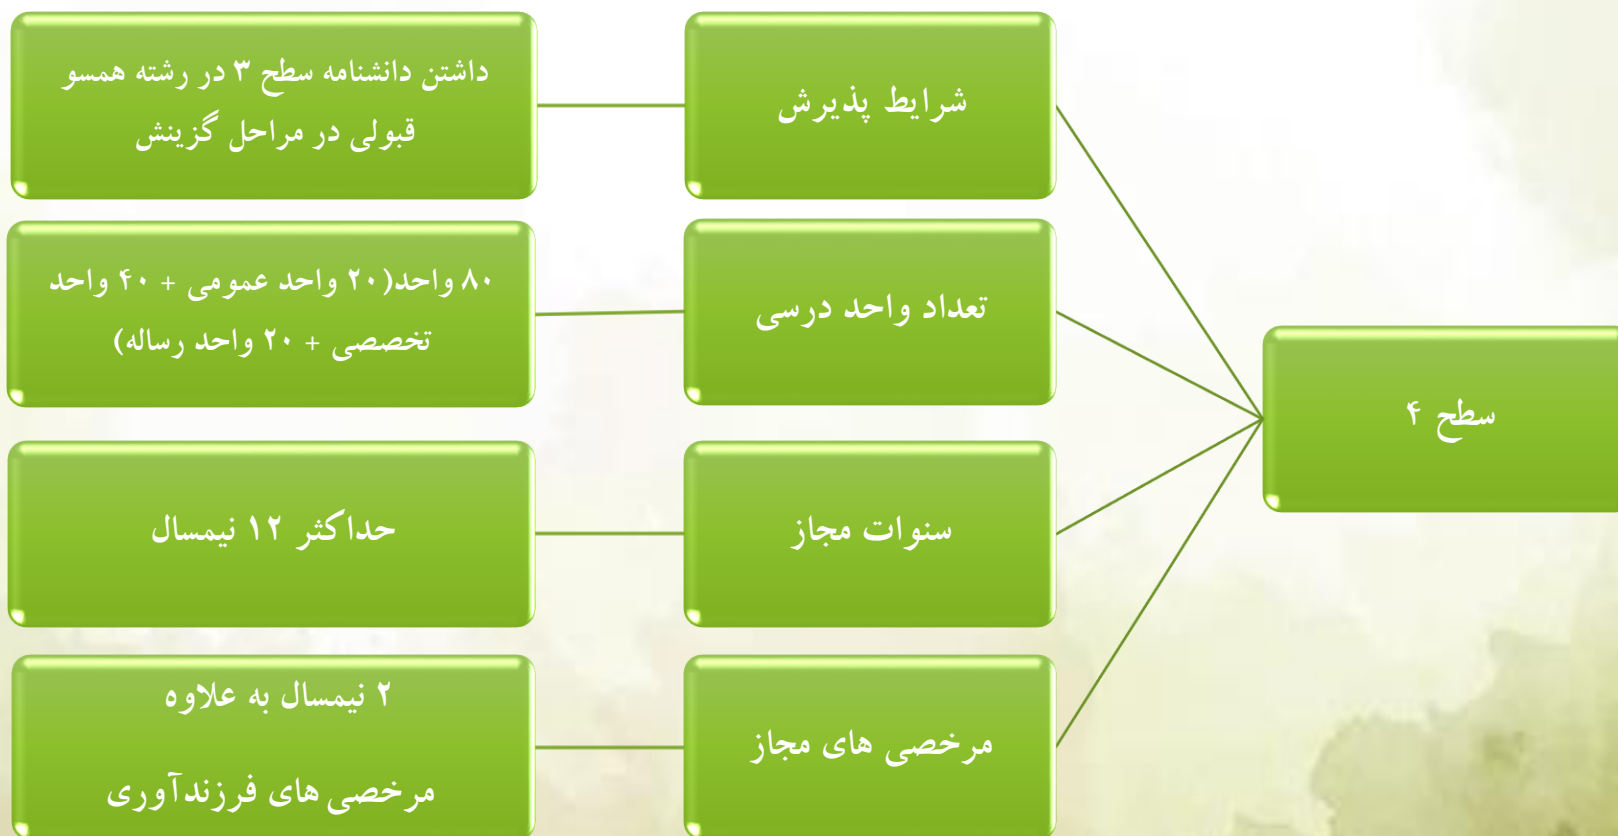 سطح ۴
شرایط پذیرش
داشتن دانشنامه سطح ۳ در رشته همسو
قبولی در مراحل گزینش
تعداد واحد درسی
۸۰ واحد(۲۰ واحد عمومی + ۴۰ واحد
تخصصی + ۲۰ واحد رساله)
سنوات مجاز
حداکثر ۱۲ نیمسال
مرخصی های مجاز
۲ نیمسال به علاوه
مرخصی های فرزندآوری